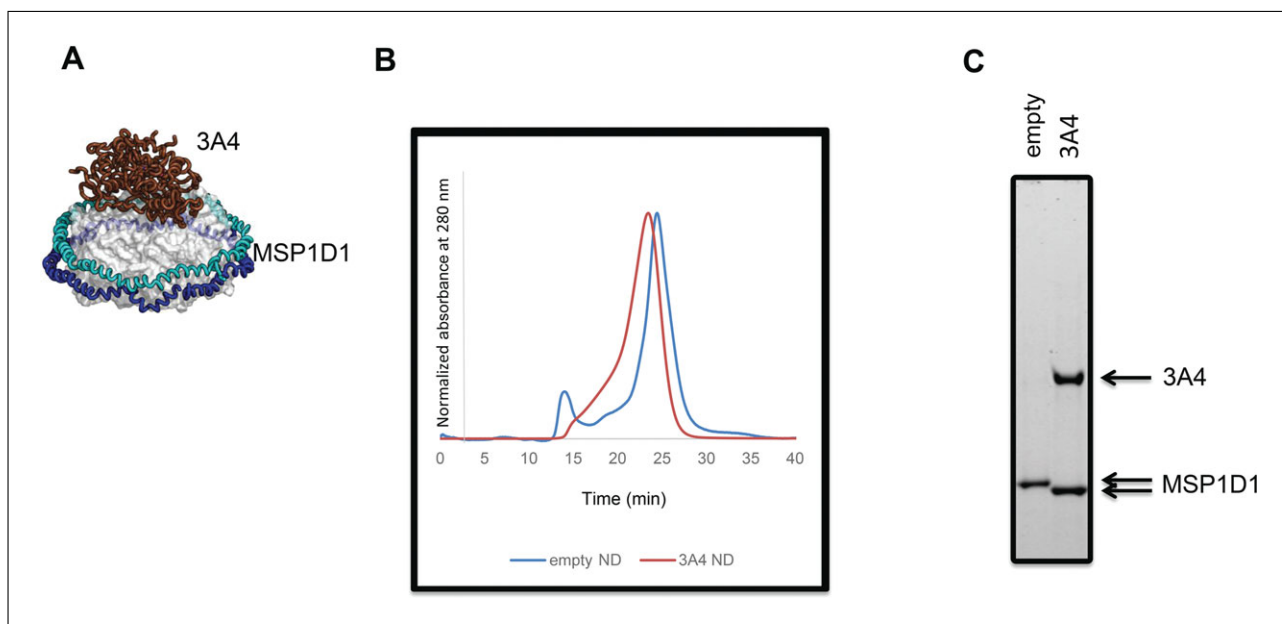 A
3A4
MSP1D1
B
Normalized absorbance at 280 nm
0 5 10 15 20 25 30 35 40
Time (min)
empty ND 3A4 ND
C
empty
3A4
3A4
MSP1D1